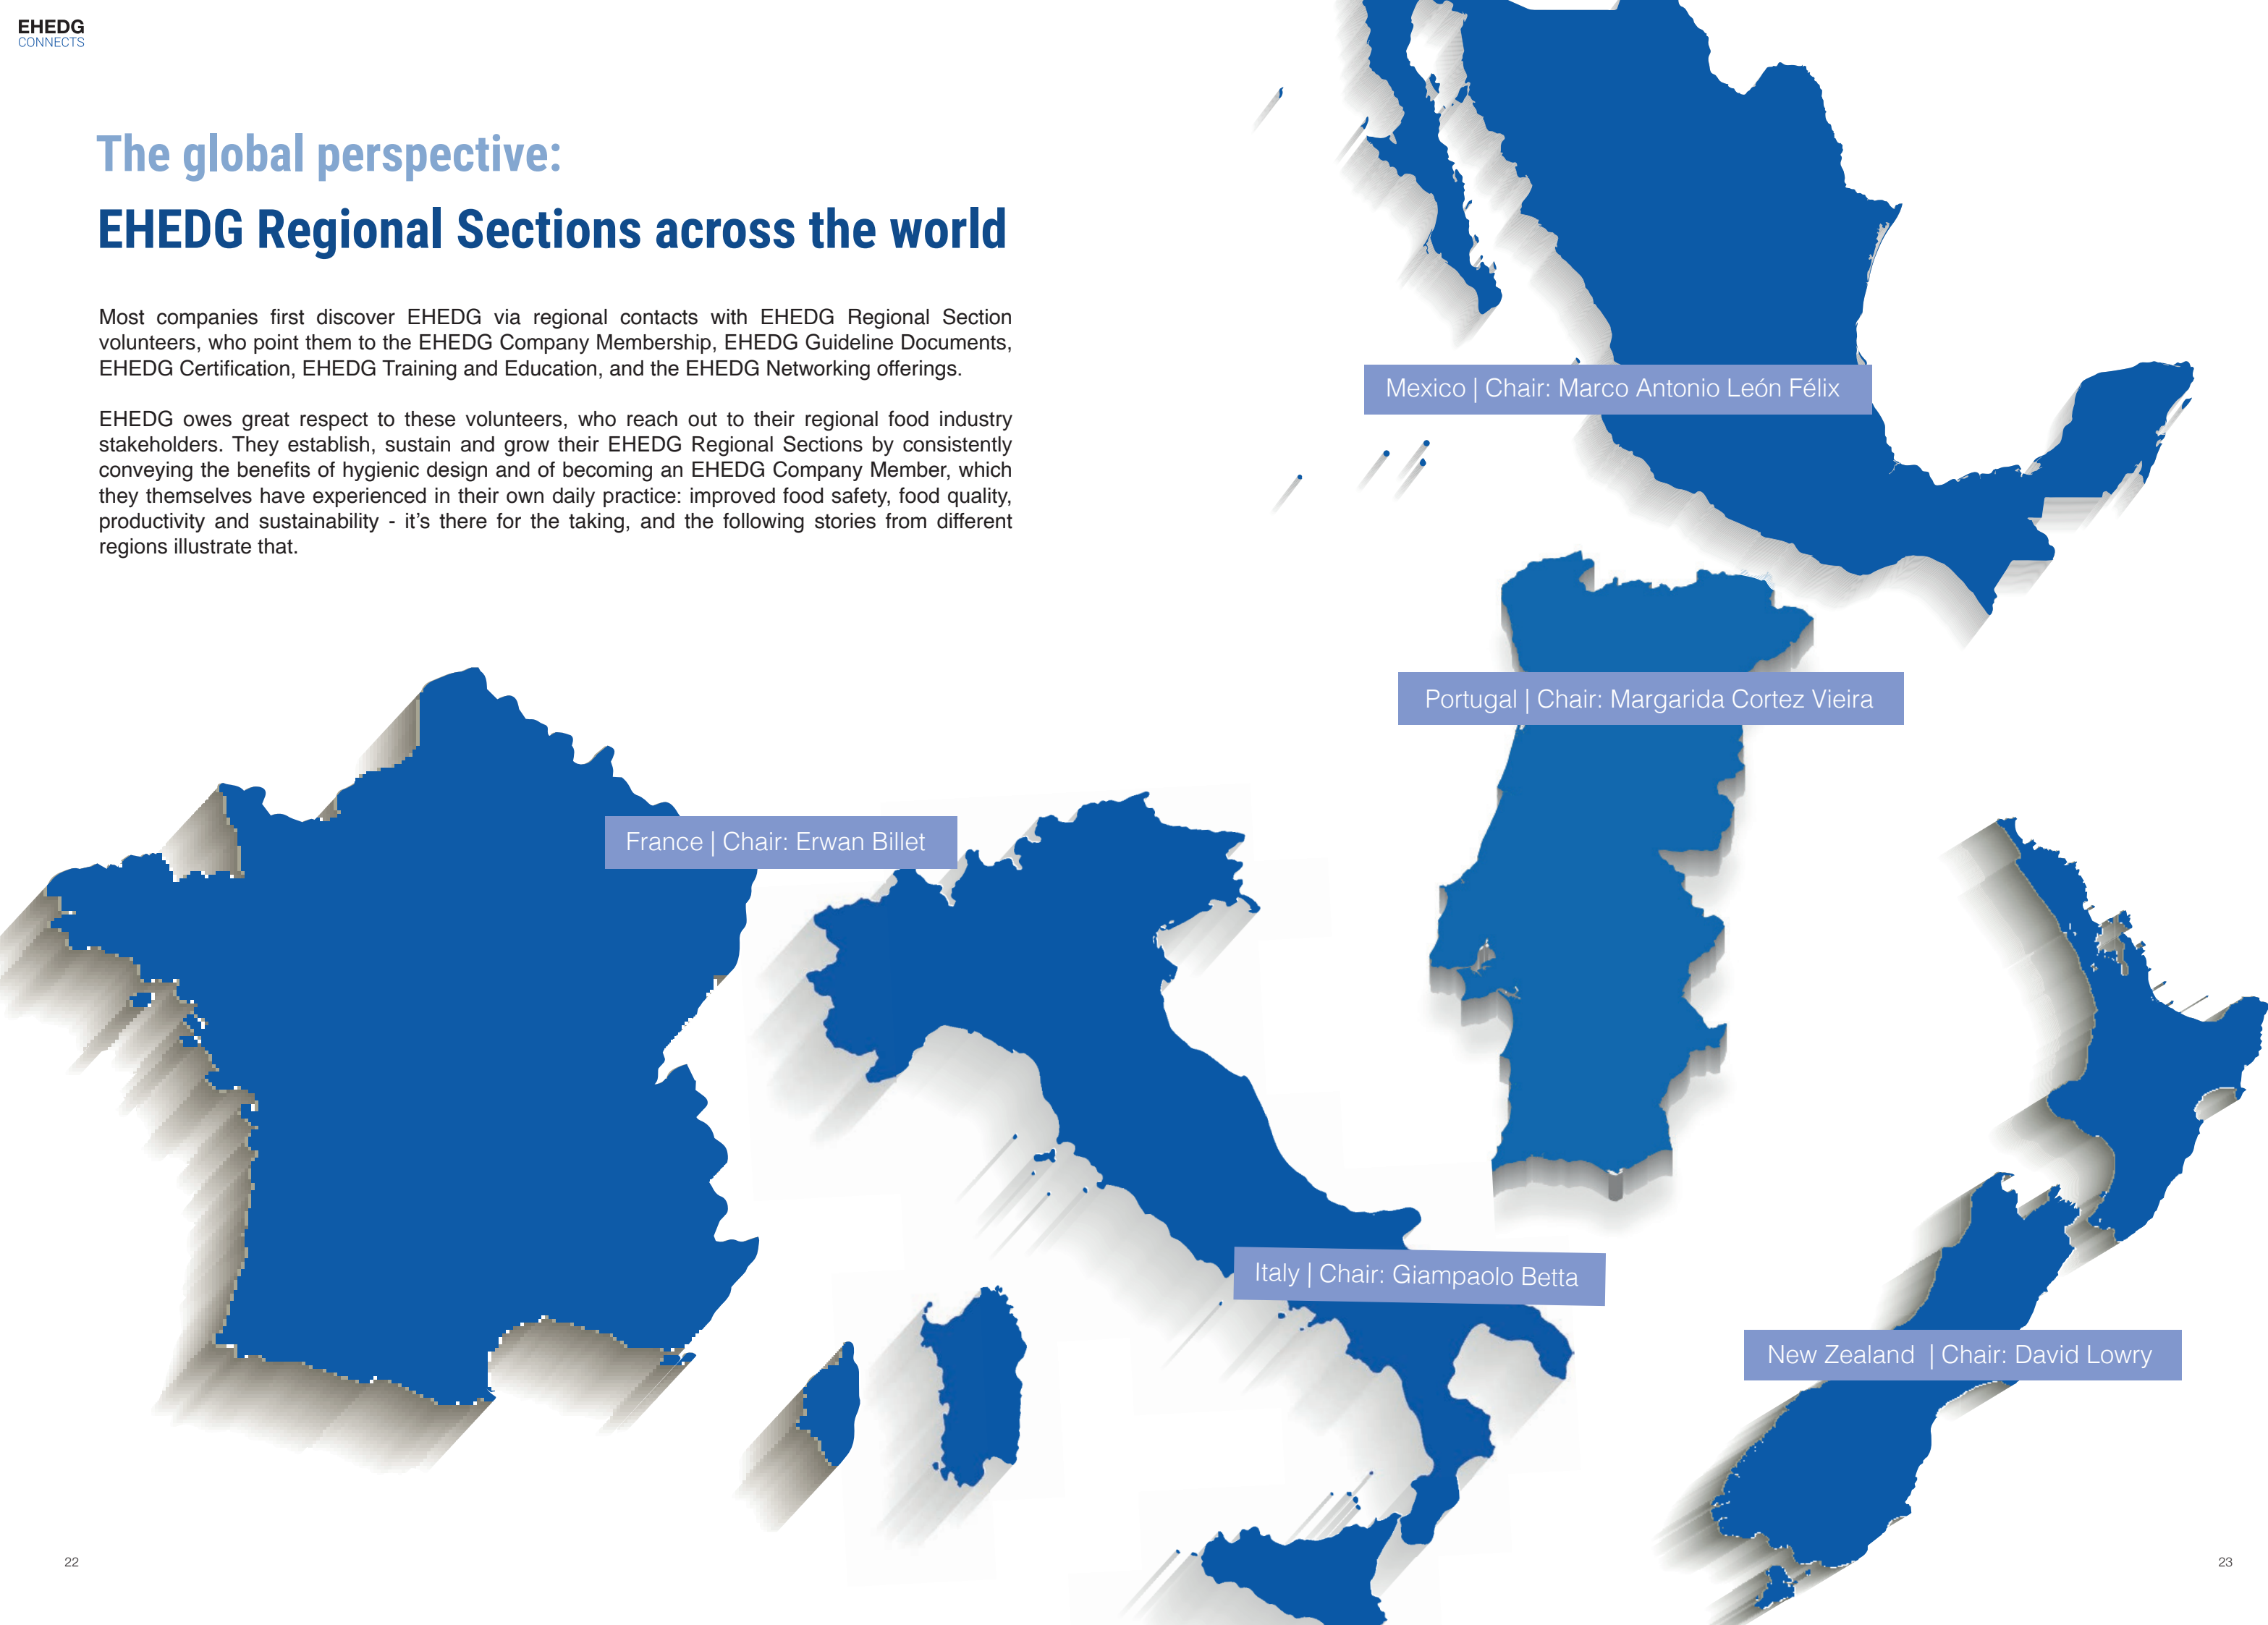 EHEDG
CONNECTS
The global perspective:
EHEDG Regional Sections across the world
Most companies first discover EHEDG via regional contacts with EHEDG Regional Section
volunteers, who point them to the EHEDG Company Membership, EHEDG Guideline Documents,
EHEDG Certification, EHEDG Training and Education, and the EHEDG Networking offerings.
EHEDG owes great respect to these volunteers, who reach out to their regional food industry
stakeholders. They establish, sustain and grow their EHEDG Regional Sections by consistently
conveying the benefits of hygienic design and of becoming an EHEDG Company Member, which
they themselves have experienced in their own daily practice: improved food safety, food quality,
productivity and sustainability - it’s there for the taking, and the following stories from different
regions illustrate that.
Mexico | Chair: Marco Antonio León Félix
Portugal | Chair: Margarida Cortez Vieira
France | Chair: Erwan Billet
Italy | Chair: Giampaolo Betta
New Zealand | Chair: David Lowry
22
23